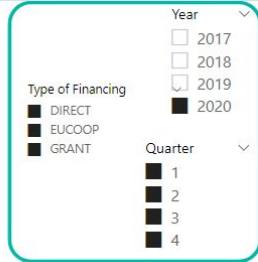 Year
2017
2018
2019
2020
Type of Financing
DIRECT
EUCOOP
GRANT
Quarter
1
2
3
4